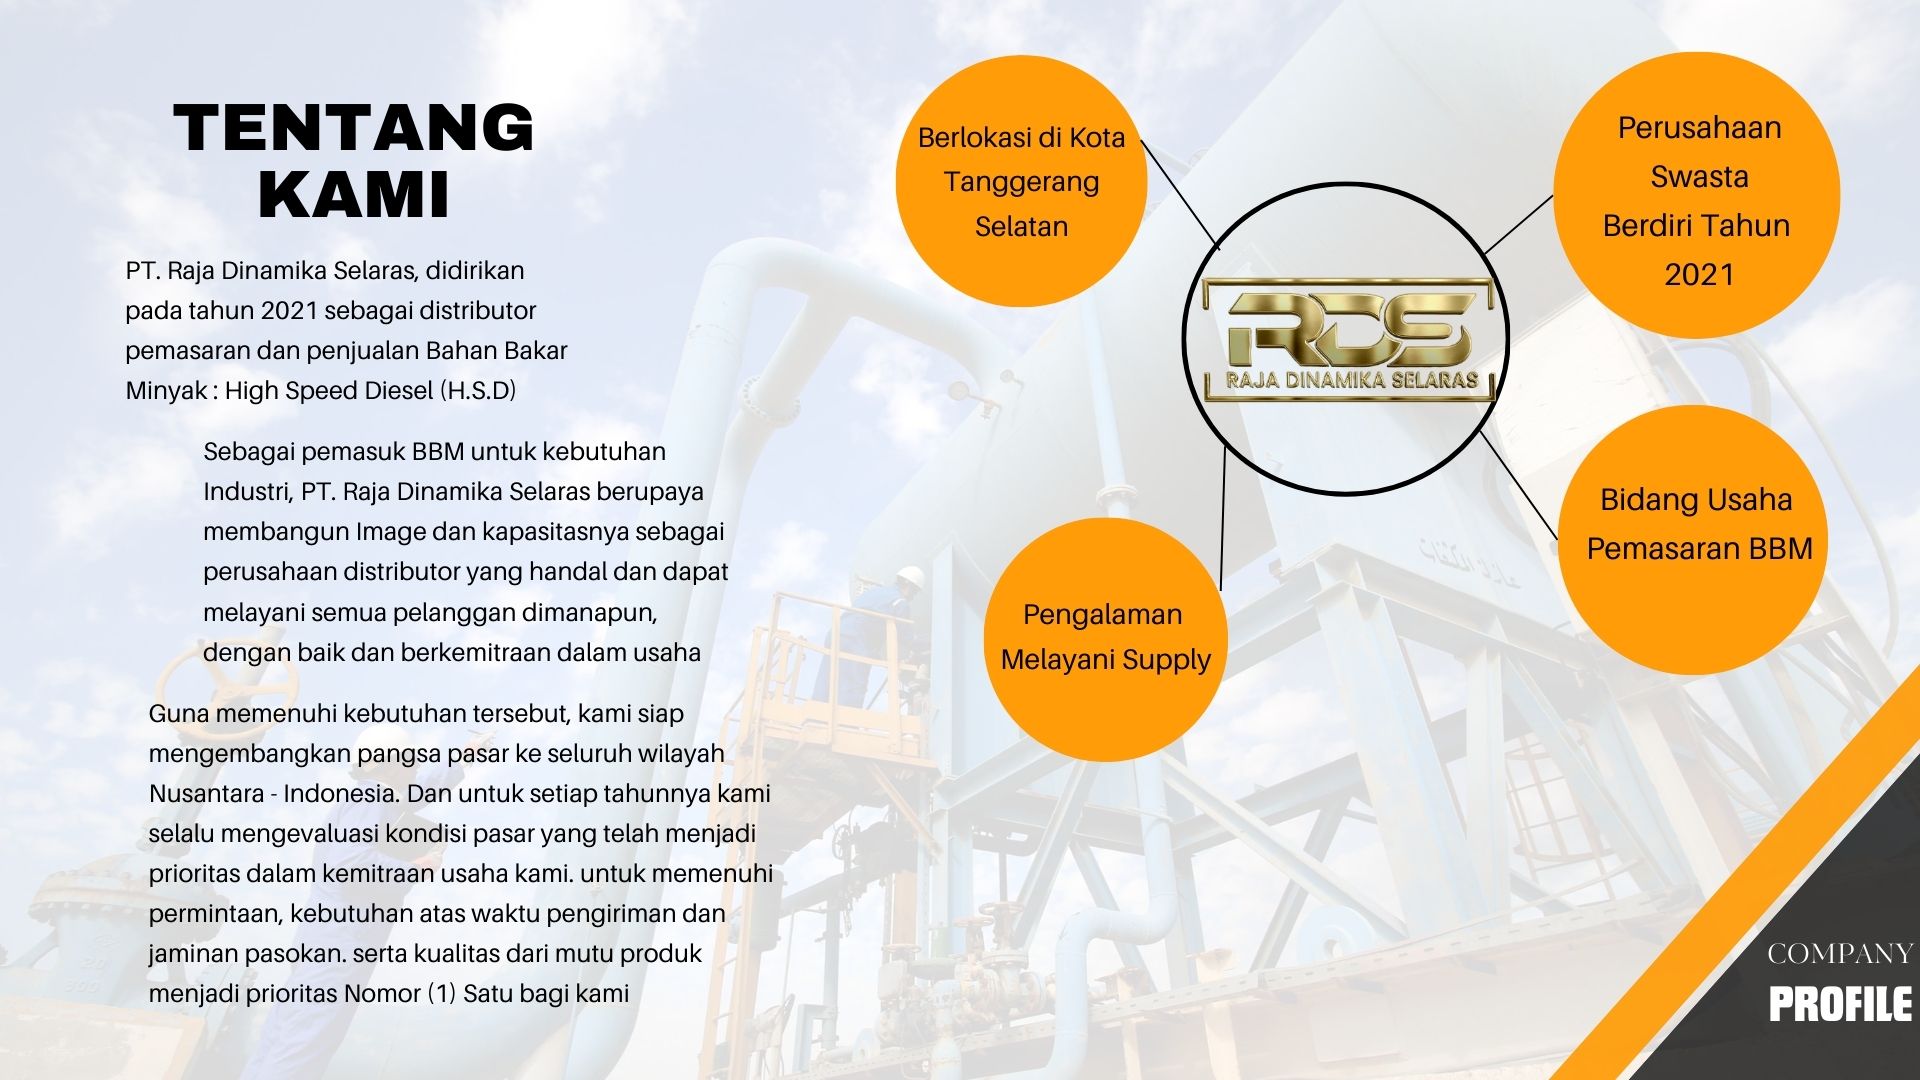 TENTANG
KAMI
PT. Raja Dinamika Selaras, didirikan
pada tahun 2021 sebagai distributor
pemasaran dan penjualan Bahan Bakar
Minyak : High Speed Diesel (H.S.D)
Sebagai pemasuk BBM untuk kebutuhan
Industri, PT. Raja Dinamika Selaras berupaya
membangun Image dan kapasitasnya sebagai
perusahaan distributor yang handal dan dapat
melayani semua pelanggan dimanapun,
dengan baik dan berkemitraan dalam usaha
Guna memenuhi kebutuhan tersebut, kami siap
mengembangkan pangsa pasar ke seluruh wilayah
Nusantara - Indonesia. Dan untuk setiap tahunnya kami
selalu mengevaluasi kondisi pasar yang telah menjadi
prioritas dalam kemitraan usaha kami. untuk memenuhi
permintaan, kebutuhan atas waktu pengiriman dan
jaminan pasokan. serta kualitas dari mutu produk
menjadi prioritas Nomor (1) Satu bagi kami
Berlokasi di Kota
Tanggerang
Selatan
Perusahaan
Swasta
Berdiri Tahun
2021
RDS
RAJA DINAMIKA SELARAS
Bidang Usaha
Pemasaran BBM
Pengalaman
Melayani Supply
COMPANY
PROFILE